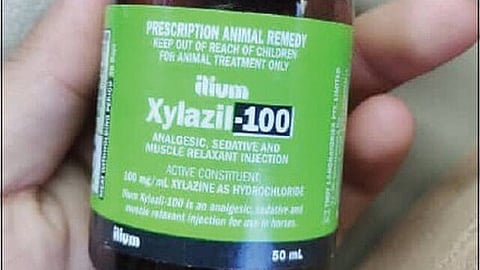 PRESCRIPTION ANIMAL REMEDY
KEEP OUT OF REACH OF CHILDREN
FOR ANIMAL TREATMENT ONLY
ilium
Xylazil-100
ANALGESIC, SEDATIVE AND
MUSCLE RELAXANT INJECTION
ACTIVE CONSTITUENT:
100 mg/mL XYLAZINE AS HYDROCHLORIDE
Ilium Xylazil-100 is an analgesic, sedative and
muscle relaxant injection for use in horses.
ilium
50 mL